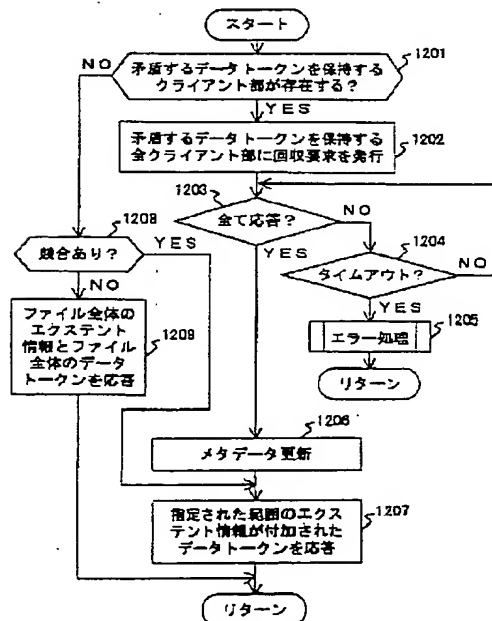 スタート
1201
矛盾するデータトークンを保持する
クライアント部が存在する?
NO
YES
矛盾するデータトークンを保持する
全クライアント部に回収要求を発行
1202
1203
全て応答?
NO
YES
1204
タイムアウト?
NO
YES
エラー処理
1205
リターン
1208
競合あり?
YES
NO
ファイル全体の
エクステント
情報とファイル
全体のデータ
トークンを応答
1209
1206
メタデータ更新
指定された範囲のエクス
テント情報が付加された
データトークンを応答
1207
リターン